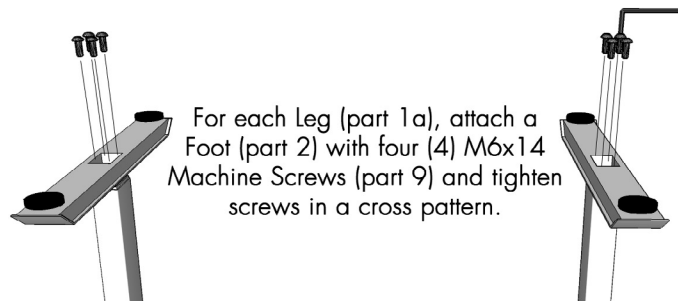 For each Leg (part 1a), attach a
Foot (part 2) with four (4) M6x14
Machine Screws (part 9) and tighten
screws in a cross pattern.